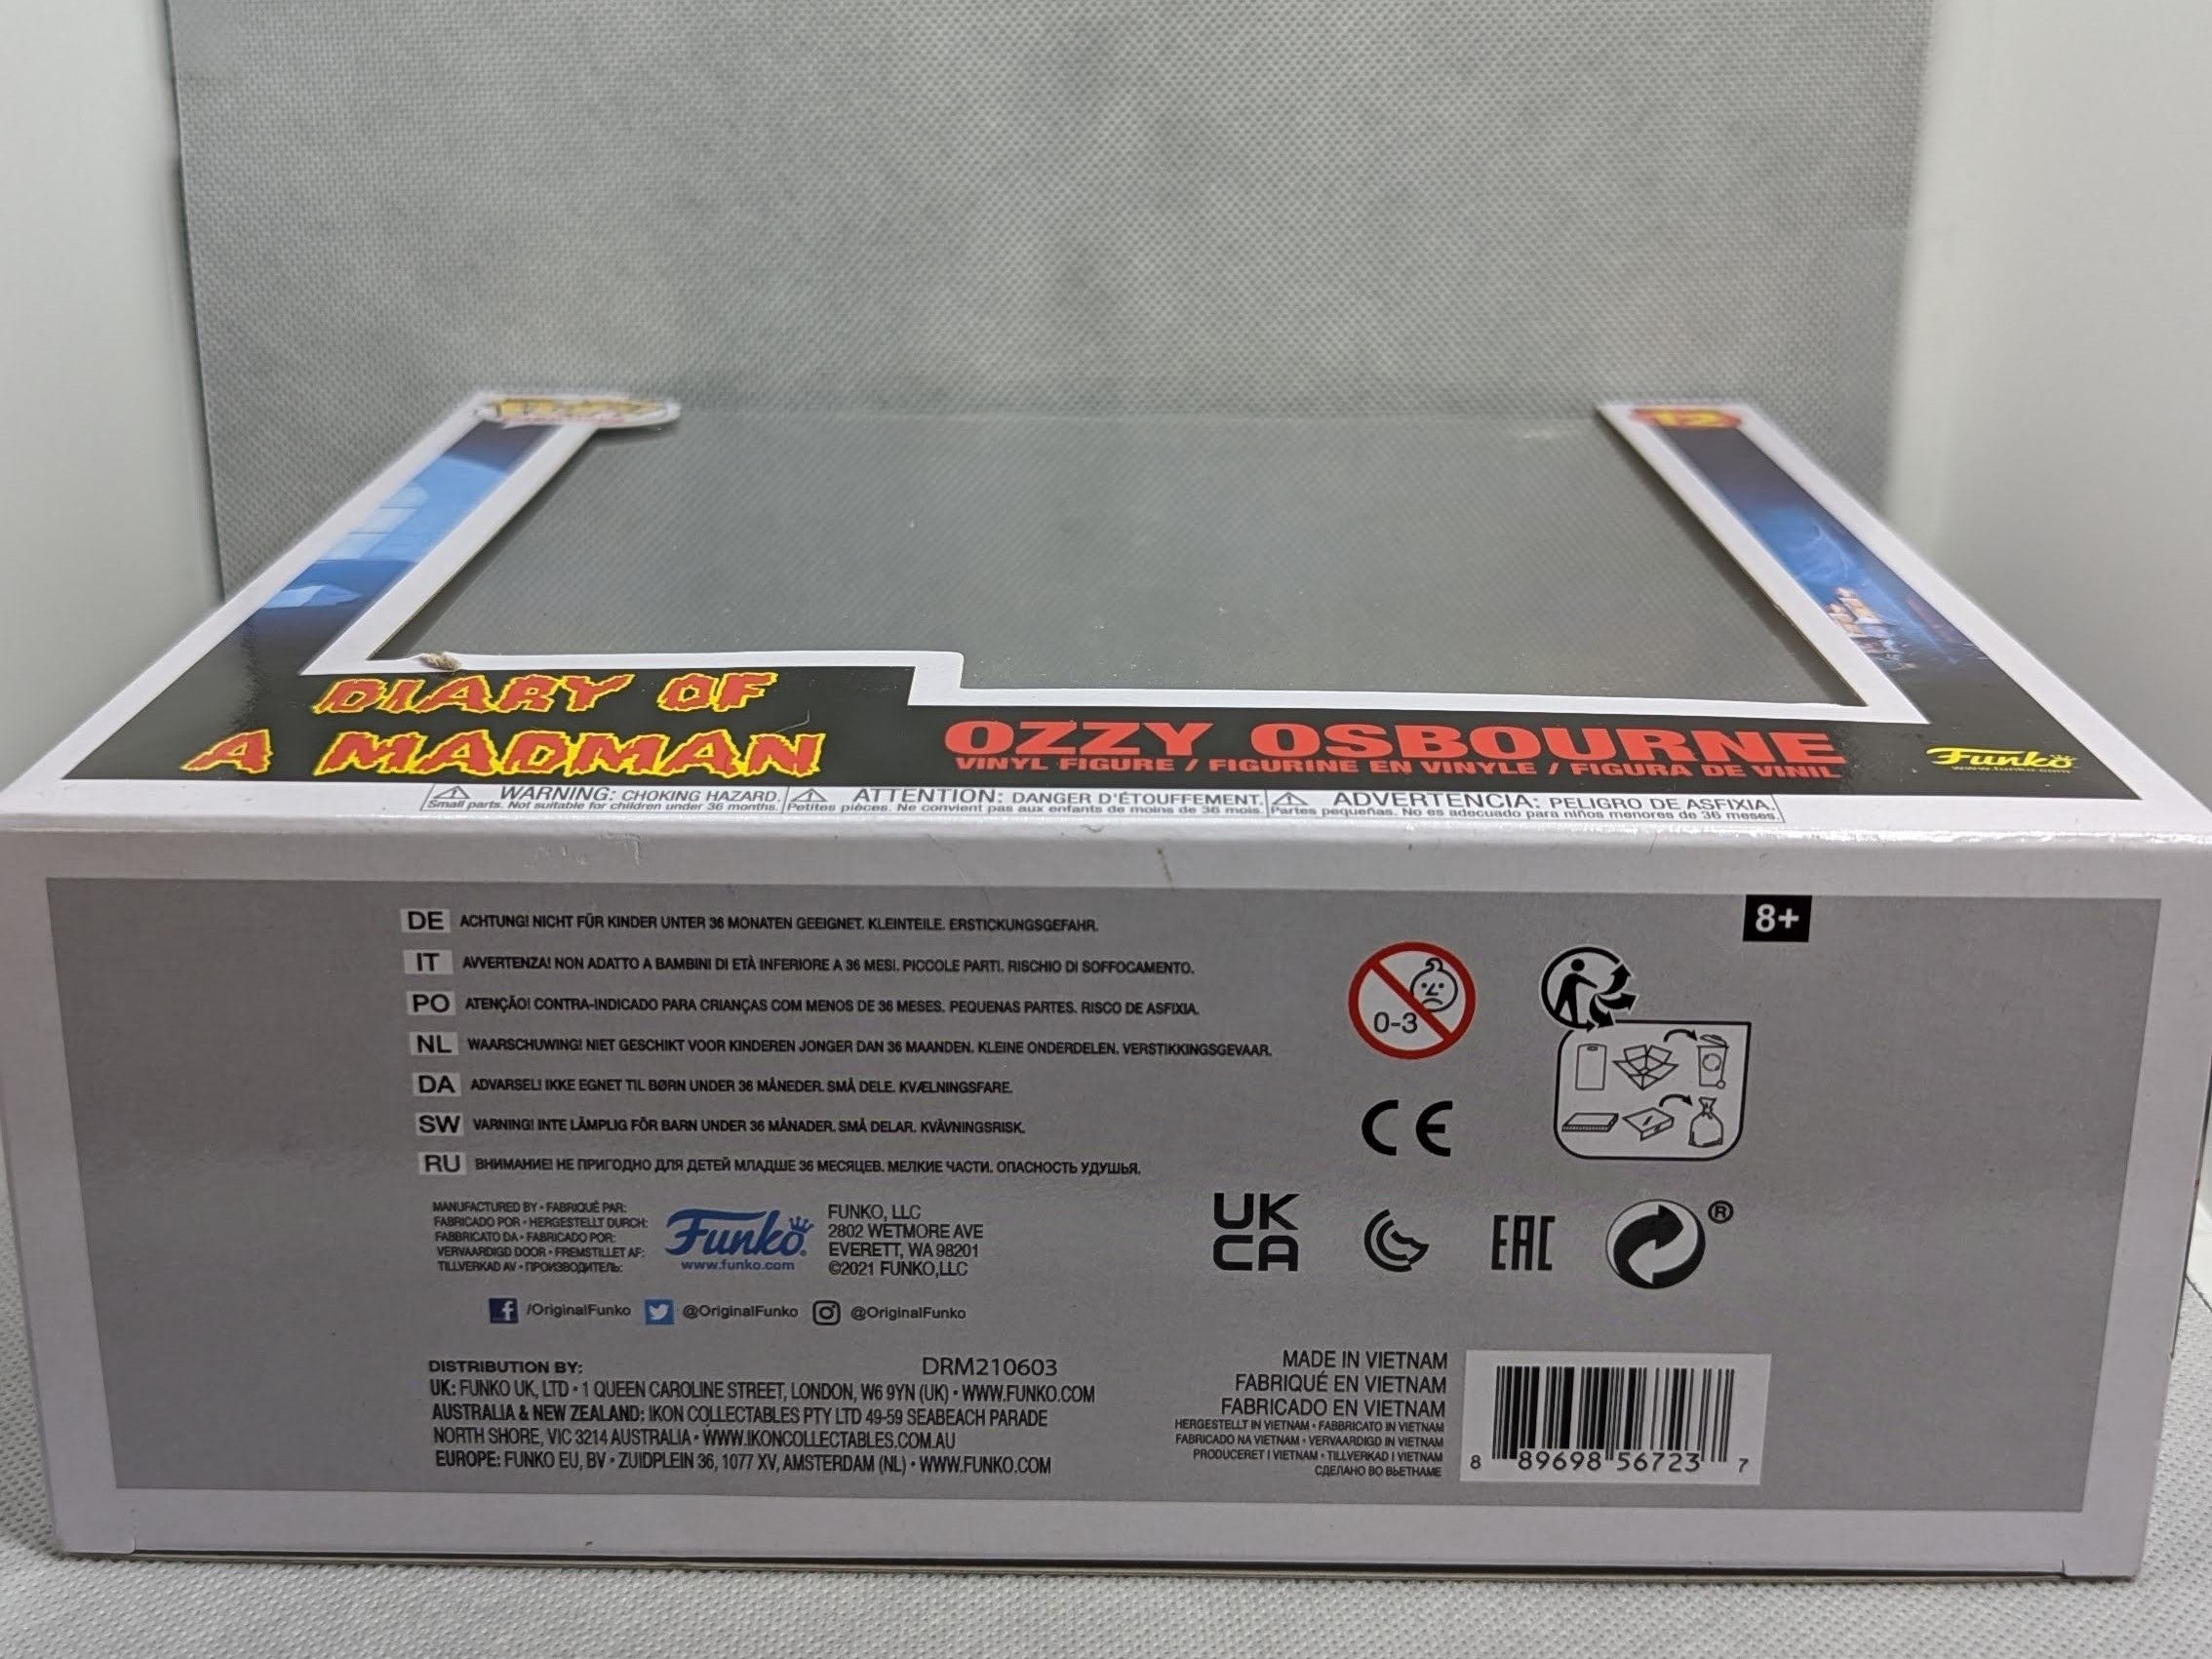 12
DIARY OF
A MADMAN
OZZY OSBOURNE
VINYL FIGURE / FIGURINE EN VINYLE / FIGURA DE VINIL
Funko
www.funko.com
WARNING: CHOKING HAZARD.
Small parts. Not suitable for children under 36 months.
ATTENTION: DANGER D'ÉTOUFFEMENT.
Petites pièces. Ne convient pas aux enfants de moins de 36 mois.
ADVERTENCIA: PELIGRO DE ASFIXIA.
Partes pequeñas. No es adecuado para niños menores de 36 meses.
8+
DE ACHTUNG! NICHT FÜR KINDER UNTER 36 MONATEN GEEIGNET. KLEINTEILE. ERSTICKUNGSGEFAHR.
IT AVVERTENZA! NON ADATTO A BAMBINI DI ETÀ INFERIORE A 36 MESI. PICCOLE PARTI. RISCHIO DI SOFFOCAMENTO.
PO ATENÇÃO! CONTRA-INDICADO PARA CRIANÇAS COM MENOS DE 36 MESES. PEQUENAS PARTES. RISCO DE ASFIXIA.
NL WAARSCHUWING! NIET GESCHIKT VOOR KINDEREN JONGER DAN 36 MAANDEN. KLEINE ONDERDELEN. VERSTIKKINGSGEVAAR.
DA ADVARSEL! IKKE EGNET TIL BØRN UNDER 36 MÅNEDER. SMÅ DELE. KVÆLNINGSFARE.
SW VARNING! INTE LÄMPLIG FÖR BARN UNDER 36 MÅNADER. SMÅ DELAR. KVÄVNINGSRISK.
RU ВНИМАНИЕ! НЕ ПРИГОДНО ДЛЯ ДЕТЕЙ МЛАДШЕ 36 МЕСЯЦЕВ. МЕЛКИЕ ЧАСТИ. ОПАСНОСТЬ УДУШЬЯ.
0-3
CE
MANUFACTURED BY • FABRIQUÉ PAR:
FABRICADO POR • HERGESTELLT DURCH:
FABBRICATO DA • FABRICADO POR:
VERVAARDIGD DOOR • FREMSTILLET AF:
TILLVERKAD AV • ПРОИЗВОДИТЕЛЬ:
Funko
www.funko.com
FUNKO, LLC
2802 WETMORE AVE
EVERETT, WA 98201
©2021 FUNKO,LLC
UK
CA
EAC
®
/OriginalFunko @OriginalFunko @OriginalFunko
DISTRIBUTION BY: DRM210603
UK: FUNKO UK, LTD • 1 QUEEN CAROLINE STREET, LONDON, W6 9YN (UK) • WWW.FUNKO.COM
AUSTRALIA & NEW ZEALAND: IKON COLLECTABLES PTY LTD 49-59 SEABEACH PARADE
NORTH SHORE, VIC 3214 AUSTRALIA • WWW.IKONCOLLECTABLES.COM.AU
EUROPE: FUNKO EU, BV • ZUIDPLEIN 36, 1077 XV, AMSTERDAM (NL) • WWW.FUNKO.COM
MADE IN VIETNAM
FABRIQUÉ EN VIETNAM
FABRICADO EN VIETNAM
HERGESTELLT IN VIETNAM • FABBRICATO IN VIETNAM
FABRICADO NA VIETNAM • VERVAARDIGD IN VIETNAM
PRODUCERET I VIETNAM • TILLVERKAD I VIETNAM
СДЕЛАНО ВО ВЬЕТНАМЕ
8 89698 56723 7